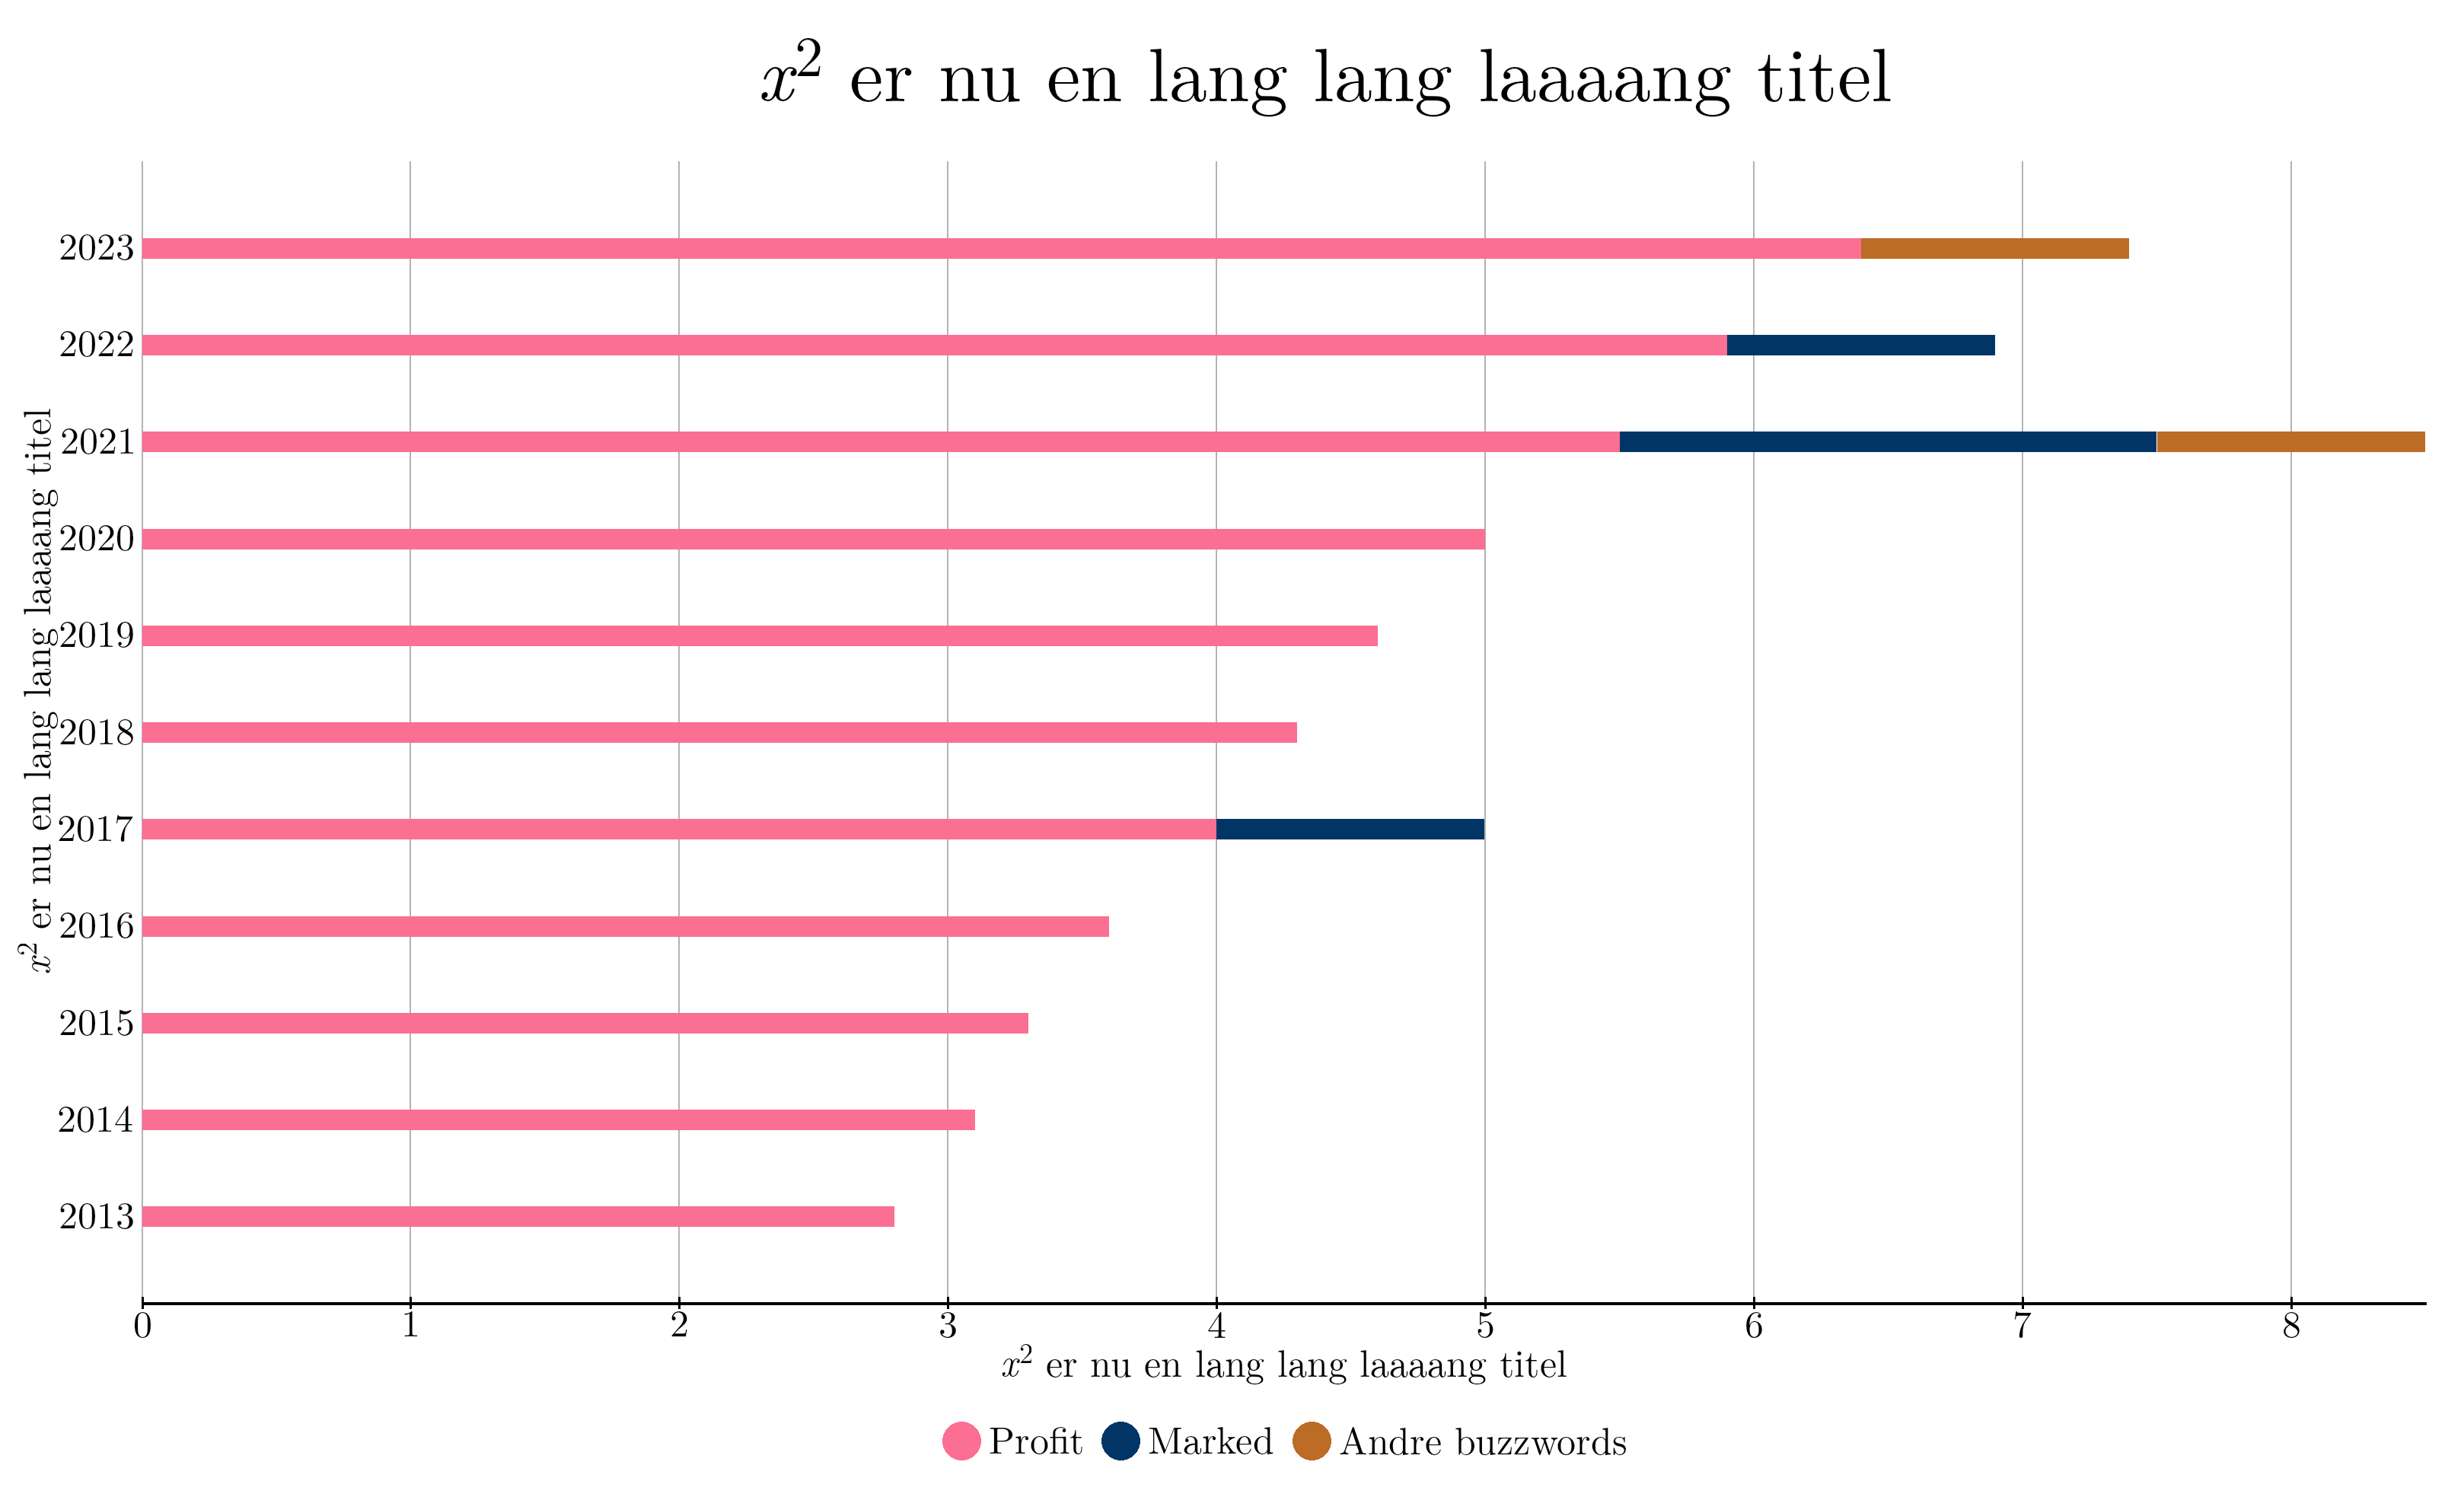 x² er nu en lang lang laaaang titel
x² er nu en lang lang laaaang titel
2023
2022
2021
2020
2019
2018
2017
2016
2015
2014
2013
0 1 2 3 4 5 6 7 8
x² er nu en lang lang laaaang titel
Profit Marked Andre buzzwords